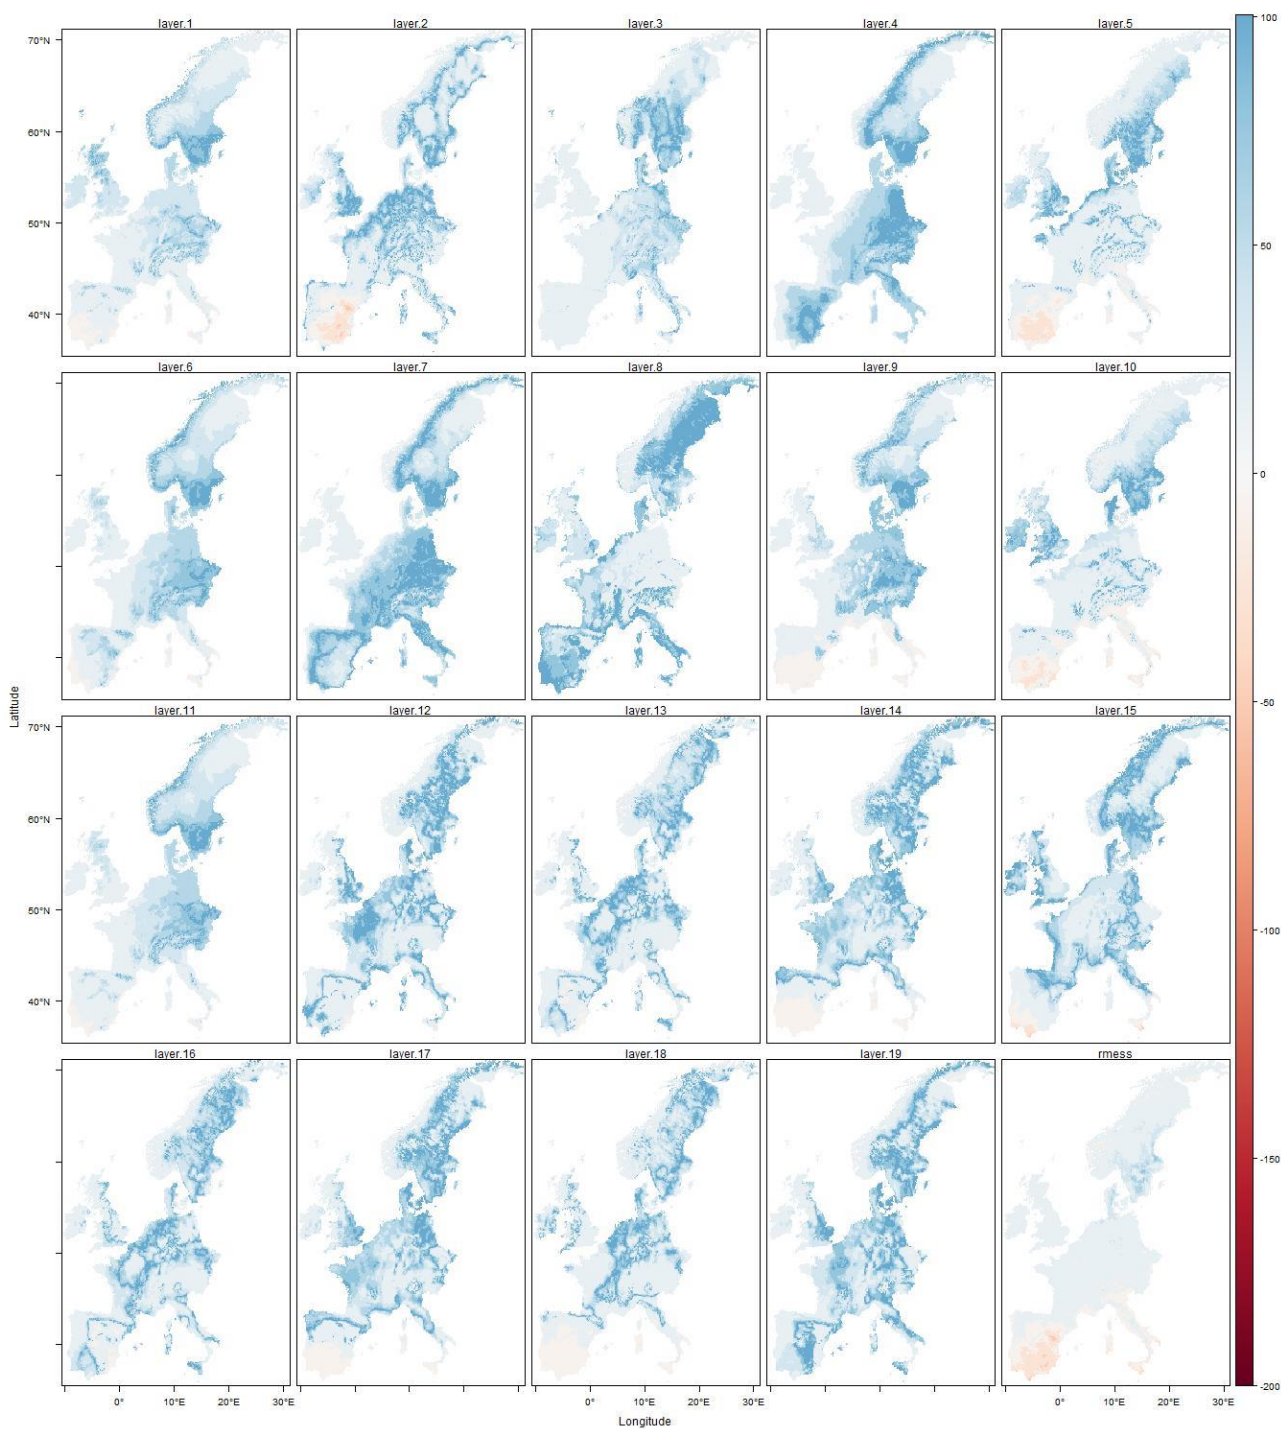 layer.1 layer.2 layer.3 layer.4 layer.5
70°N
60°N
50°N
40°N
layer.6 layer.7 layer.8 layer.9 layer.10
layer.11 layer.12 layer.13 layer.14 layer.15
70°N
60°N
50°N
40°N
layer.16 layer.17 layer.18 layer.19 rmess
0° 10°E 20°E 30°E 0° 10°E 20°E 30°E 0° 10°E 20°E 30°E
Longitude
Latitude
100
50
0
-50
-100
-150
-200